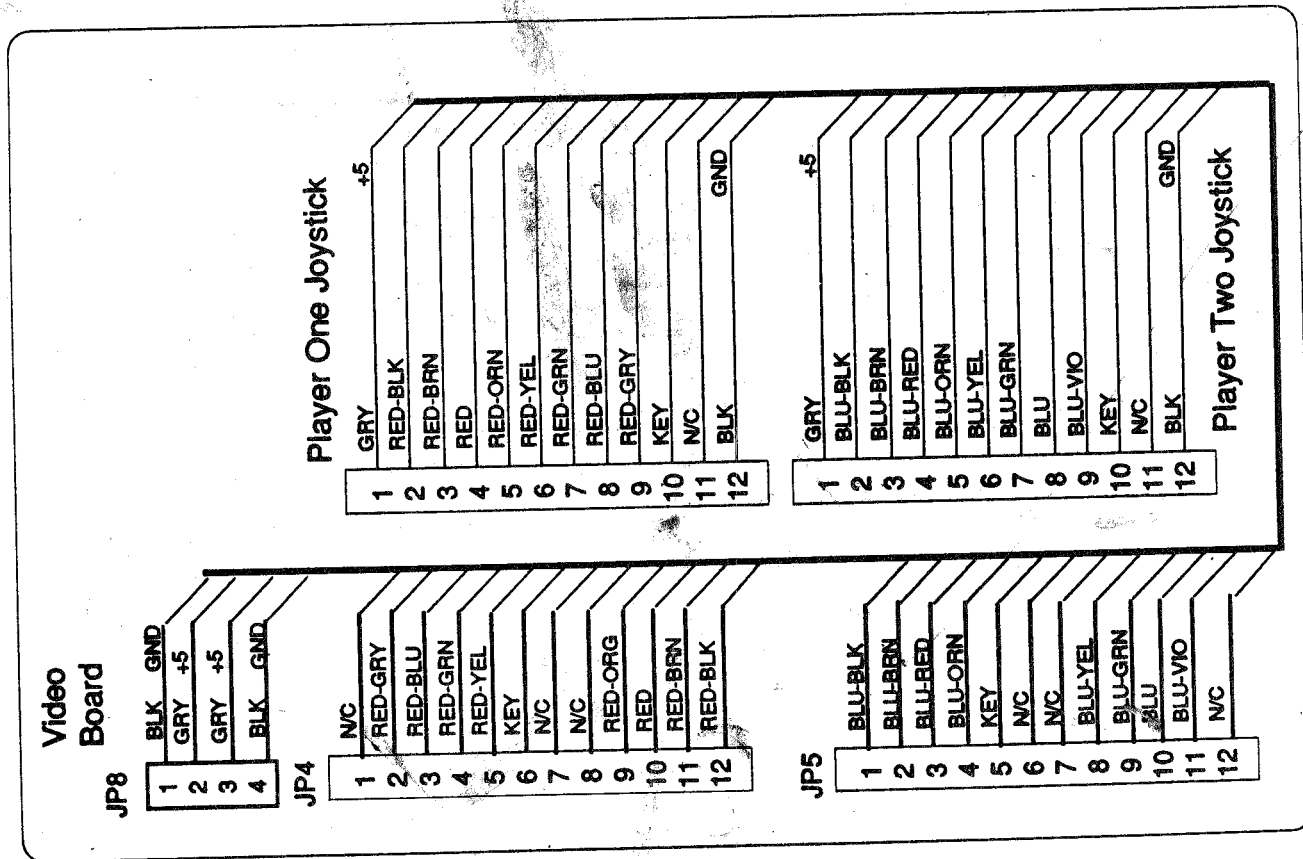 Video
Board
JP8
1 BLK GND
2 GRY +5
3 GRY +5
4 BLK GND
JP4
1 N/C
2 RED-GRY
3 RED-BLU
4 RED-GRN
5 RED-YEL
6 KEY
7 N/C
8 N/C
9 RED-ORG
10 RED
11 RED-BRN
12 RED-BLK
JP5
1 BLU-BLK
2 BLU-BRN
3 BLU-RED
4 BLU-ORN
5 KEY
6 N/C
7 N/C
8 BLU-YEL
9 BLU-GRN
10 BLU
11 BLU-VIO
12 N/C
Player One Joystick
1 GRY +5
2 RED-BLK
3 RED-BRN
4 RED
5 RED-ORN
6 RED-YEL
7 RED-GRN
8 RED-BLU
9 RED-GRY
10 KEY
11 N/C
12 BLK GND
1 GRY +5
2 BLU-BLK
3 BLU-BRN
4 BLU-RED
5 BLU-ORN
6 BLU-YEL
7 BLU-GRN
8 BLU
9 BLU-VIO
10 KEY
11 N/C
12 BLK GND
Player Two Joystick